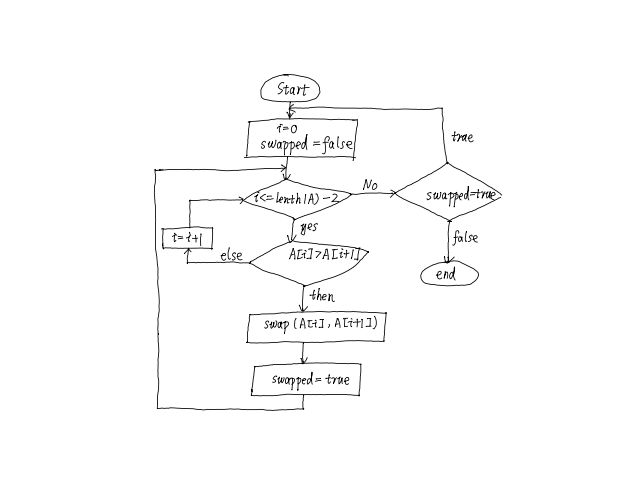 Start
i=0
swapped=false
true
i<=lenth(A)-2
No
swapped=true
yes
i=i+1
else
A[i]>A[i+1]
false
end
then
swap(A[i],A[i+1])
swapped=true